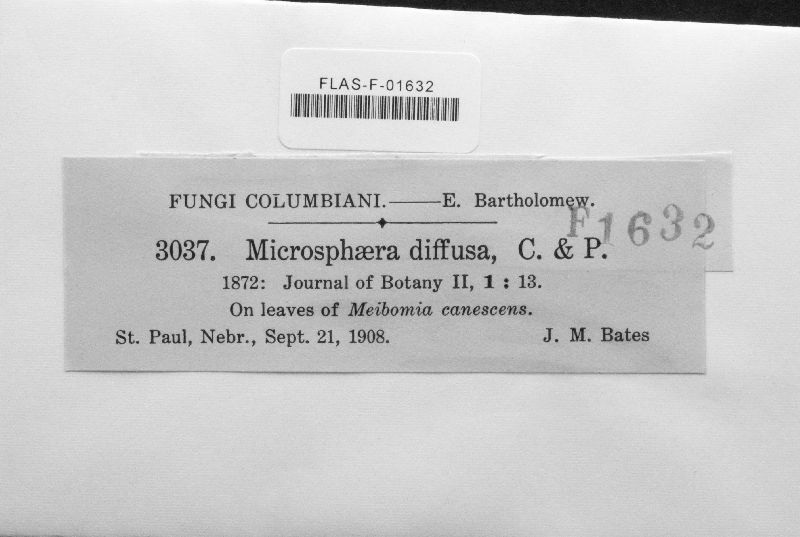 FLAS-F-01632
FUNGI COLUMBIANI.——E. Bartholomew.
F1632
3037. Microsphæra diffusa, C. & P.
1872: Journal of Botany II, 1 : 13.
On leaves of Meibomia canescens.
St. Paul, Nebr., Sept. 21, 1908. J. M. Bates